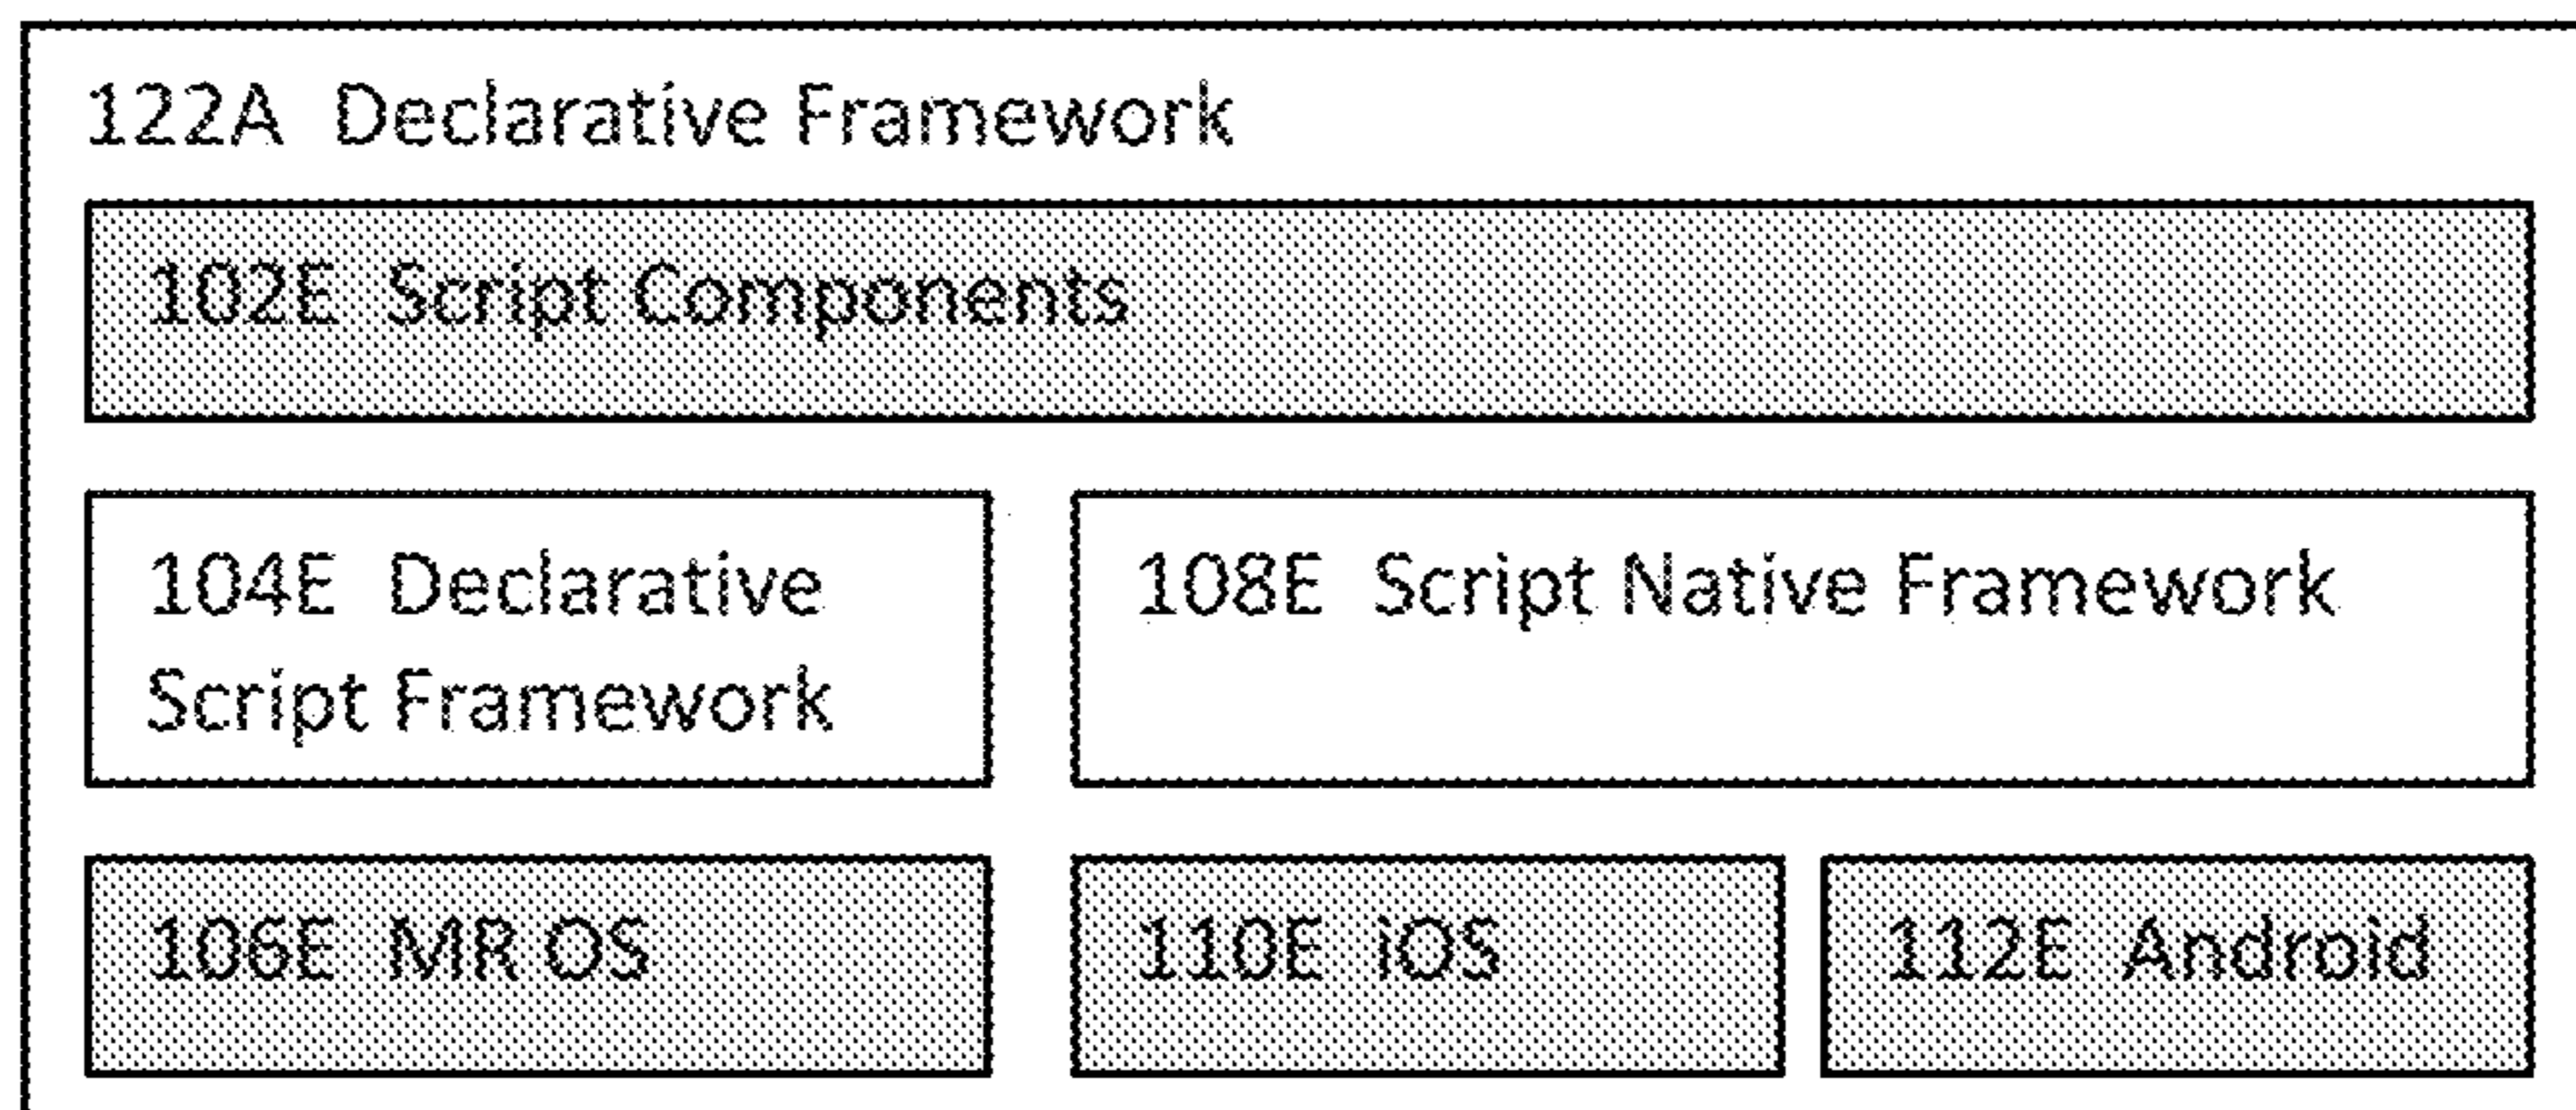 122A Declarative Framework
102E Script Components
104E Declarative
Script Framework
108E Script Native Framework
106E MR OS
110E iOS
112E Android